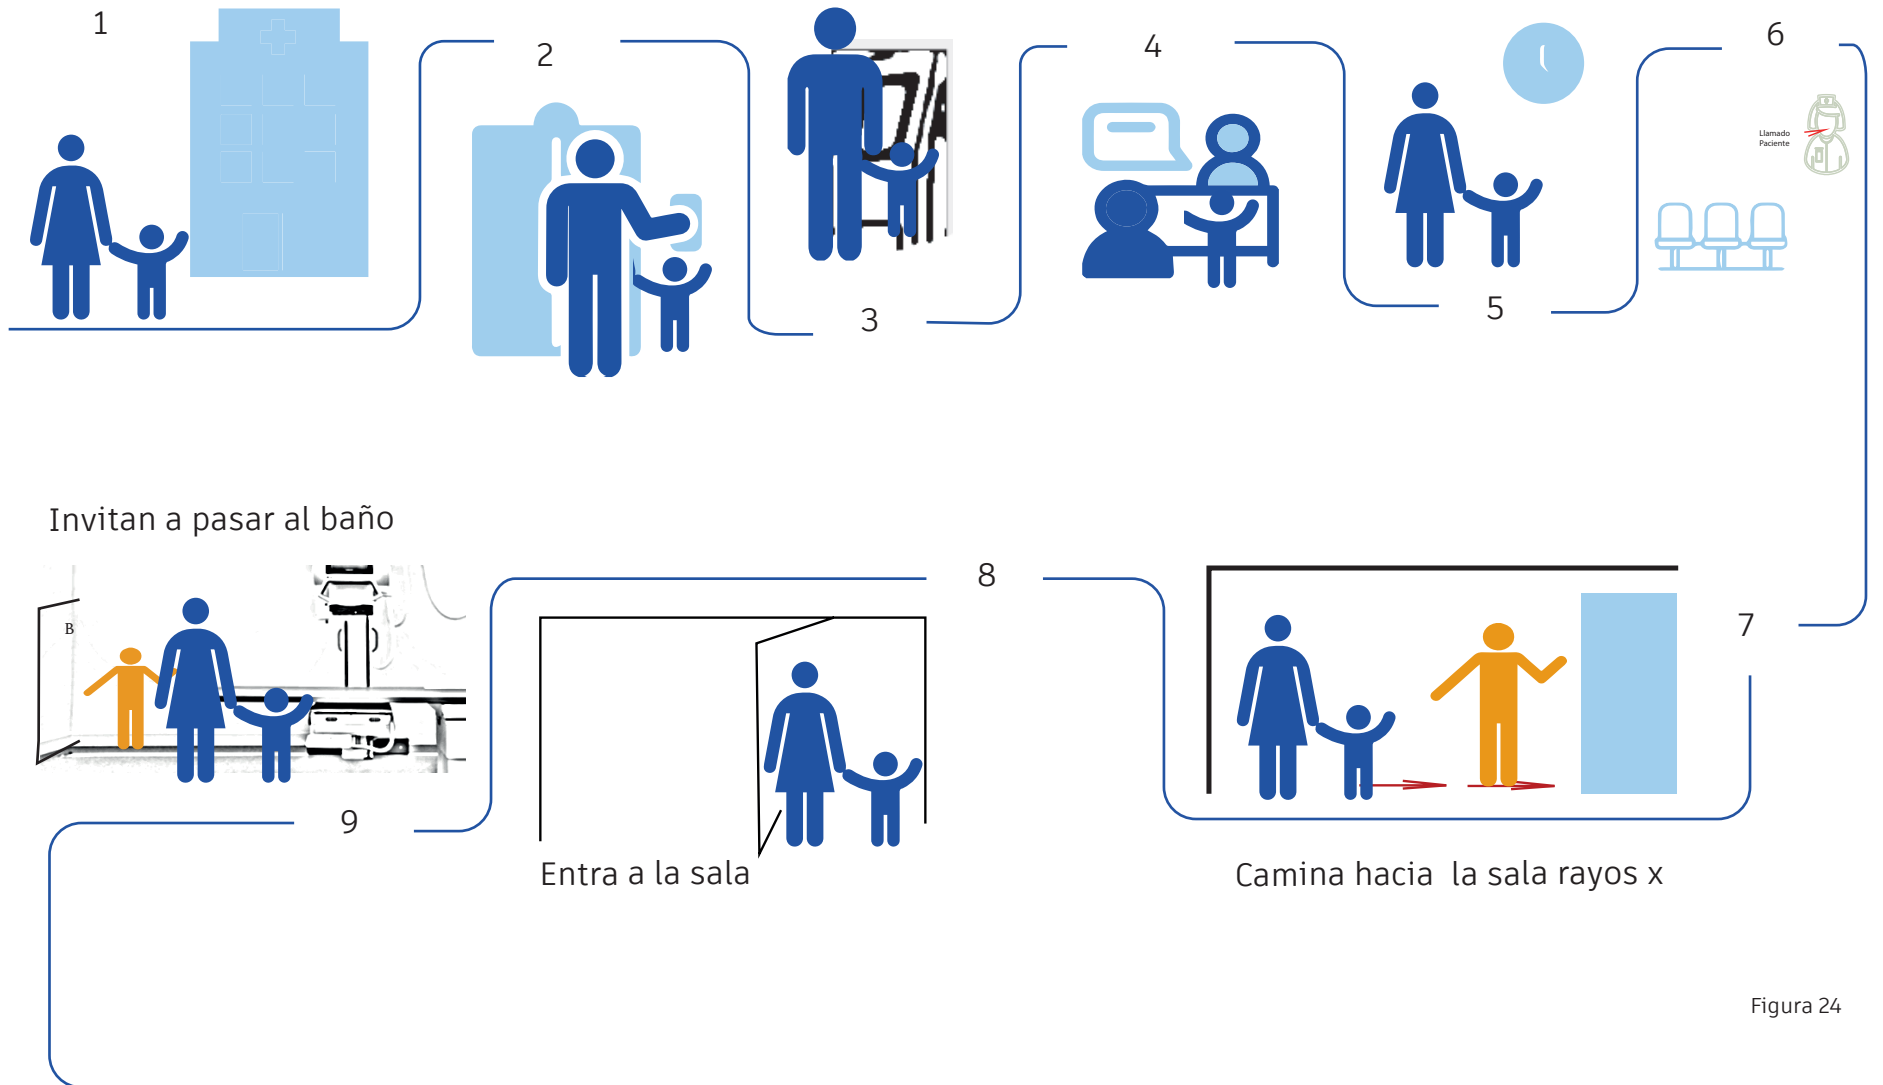 1
2
3
4
5
6
Llamado
Paciente
7
Camina hacia la sala rayos x
8
Entra a la sala
Invitan a pasar al baño
B
9
Figura 24